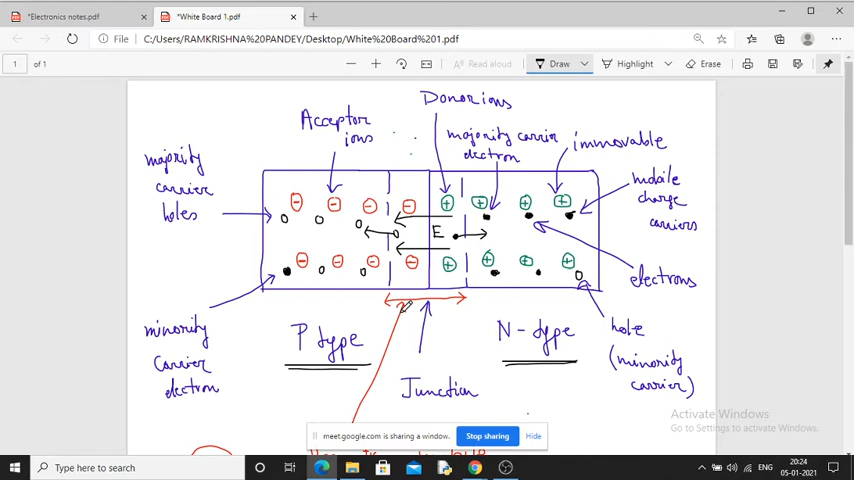 *Electronics notes.pdf
*White Board 1.pdf
File
C:/Users/RAMKRISHNA%20PANDEY/Desktop/White%20Board%201.pdf
1 of 1
Read aloud
Draw
Highlight
Erase
Donor ions
Acceptor
ions
majority carrier
electron
immovable
majority
carrier
holes
mobile
charge
carriers
E
electrons
minority
carrier
electron
P type
N-type
hole
(minority
carrier)
Junction
Activate Windows
Go to Settings to activate Windows.
meet.google.com is sharing a window.
Stop sharing
Hide
Type here to search
ENG
20:24
05-01-2021